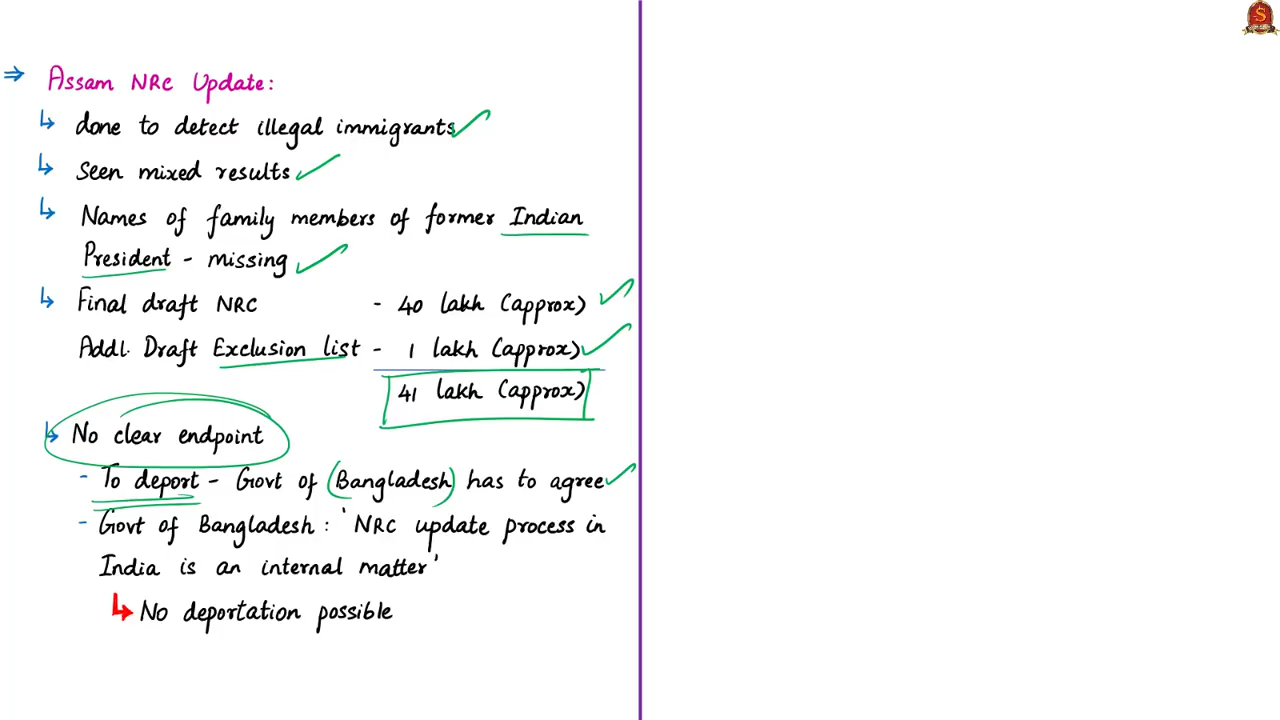 ⇒ Assam NRC Update:
↳ done to detect illegal immigrants
↳ Seen mixed results
↳ Names of family members of former Indian
President - missing
↳ Final draft NRC - 40 lakh (approx)
Addl. Draft Exclusion list - 1 lakh (approx)
41 lakh (approx)
↳ No clear endpoint
- To deport - Govt of (Bangladesh) has to agree
- Govt of Bangladesh: 'NRC update process in
India is an internal matter'
↳ No deportation possible